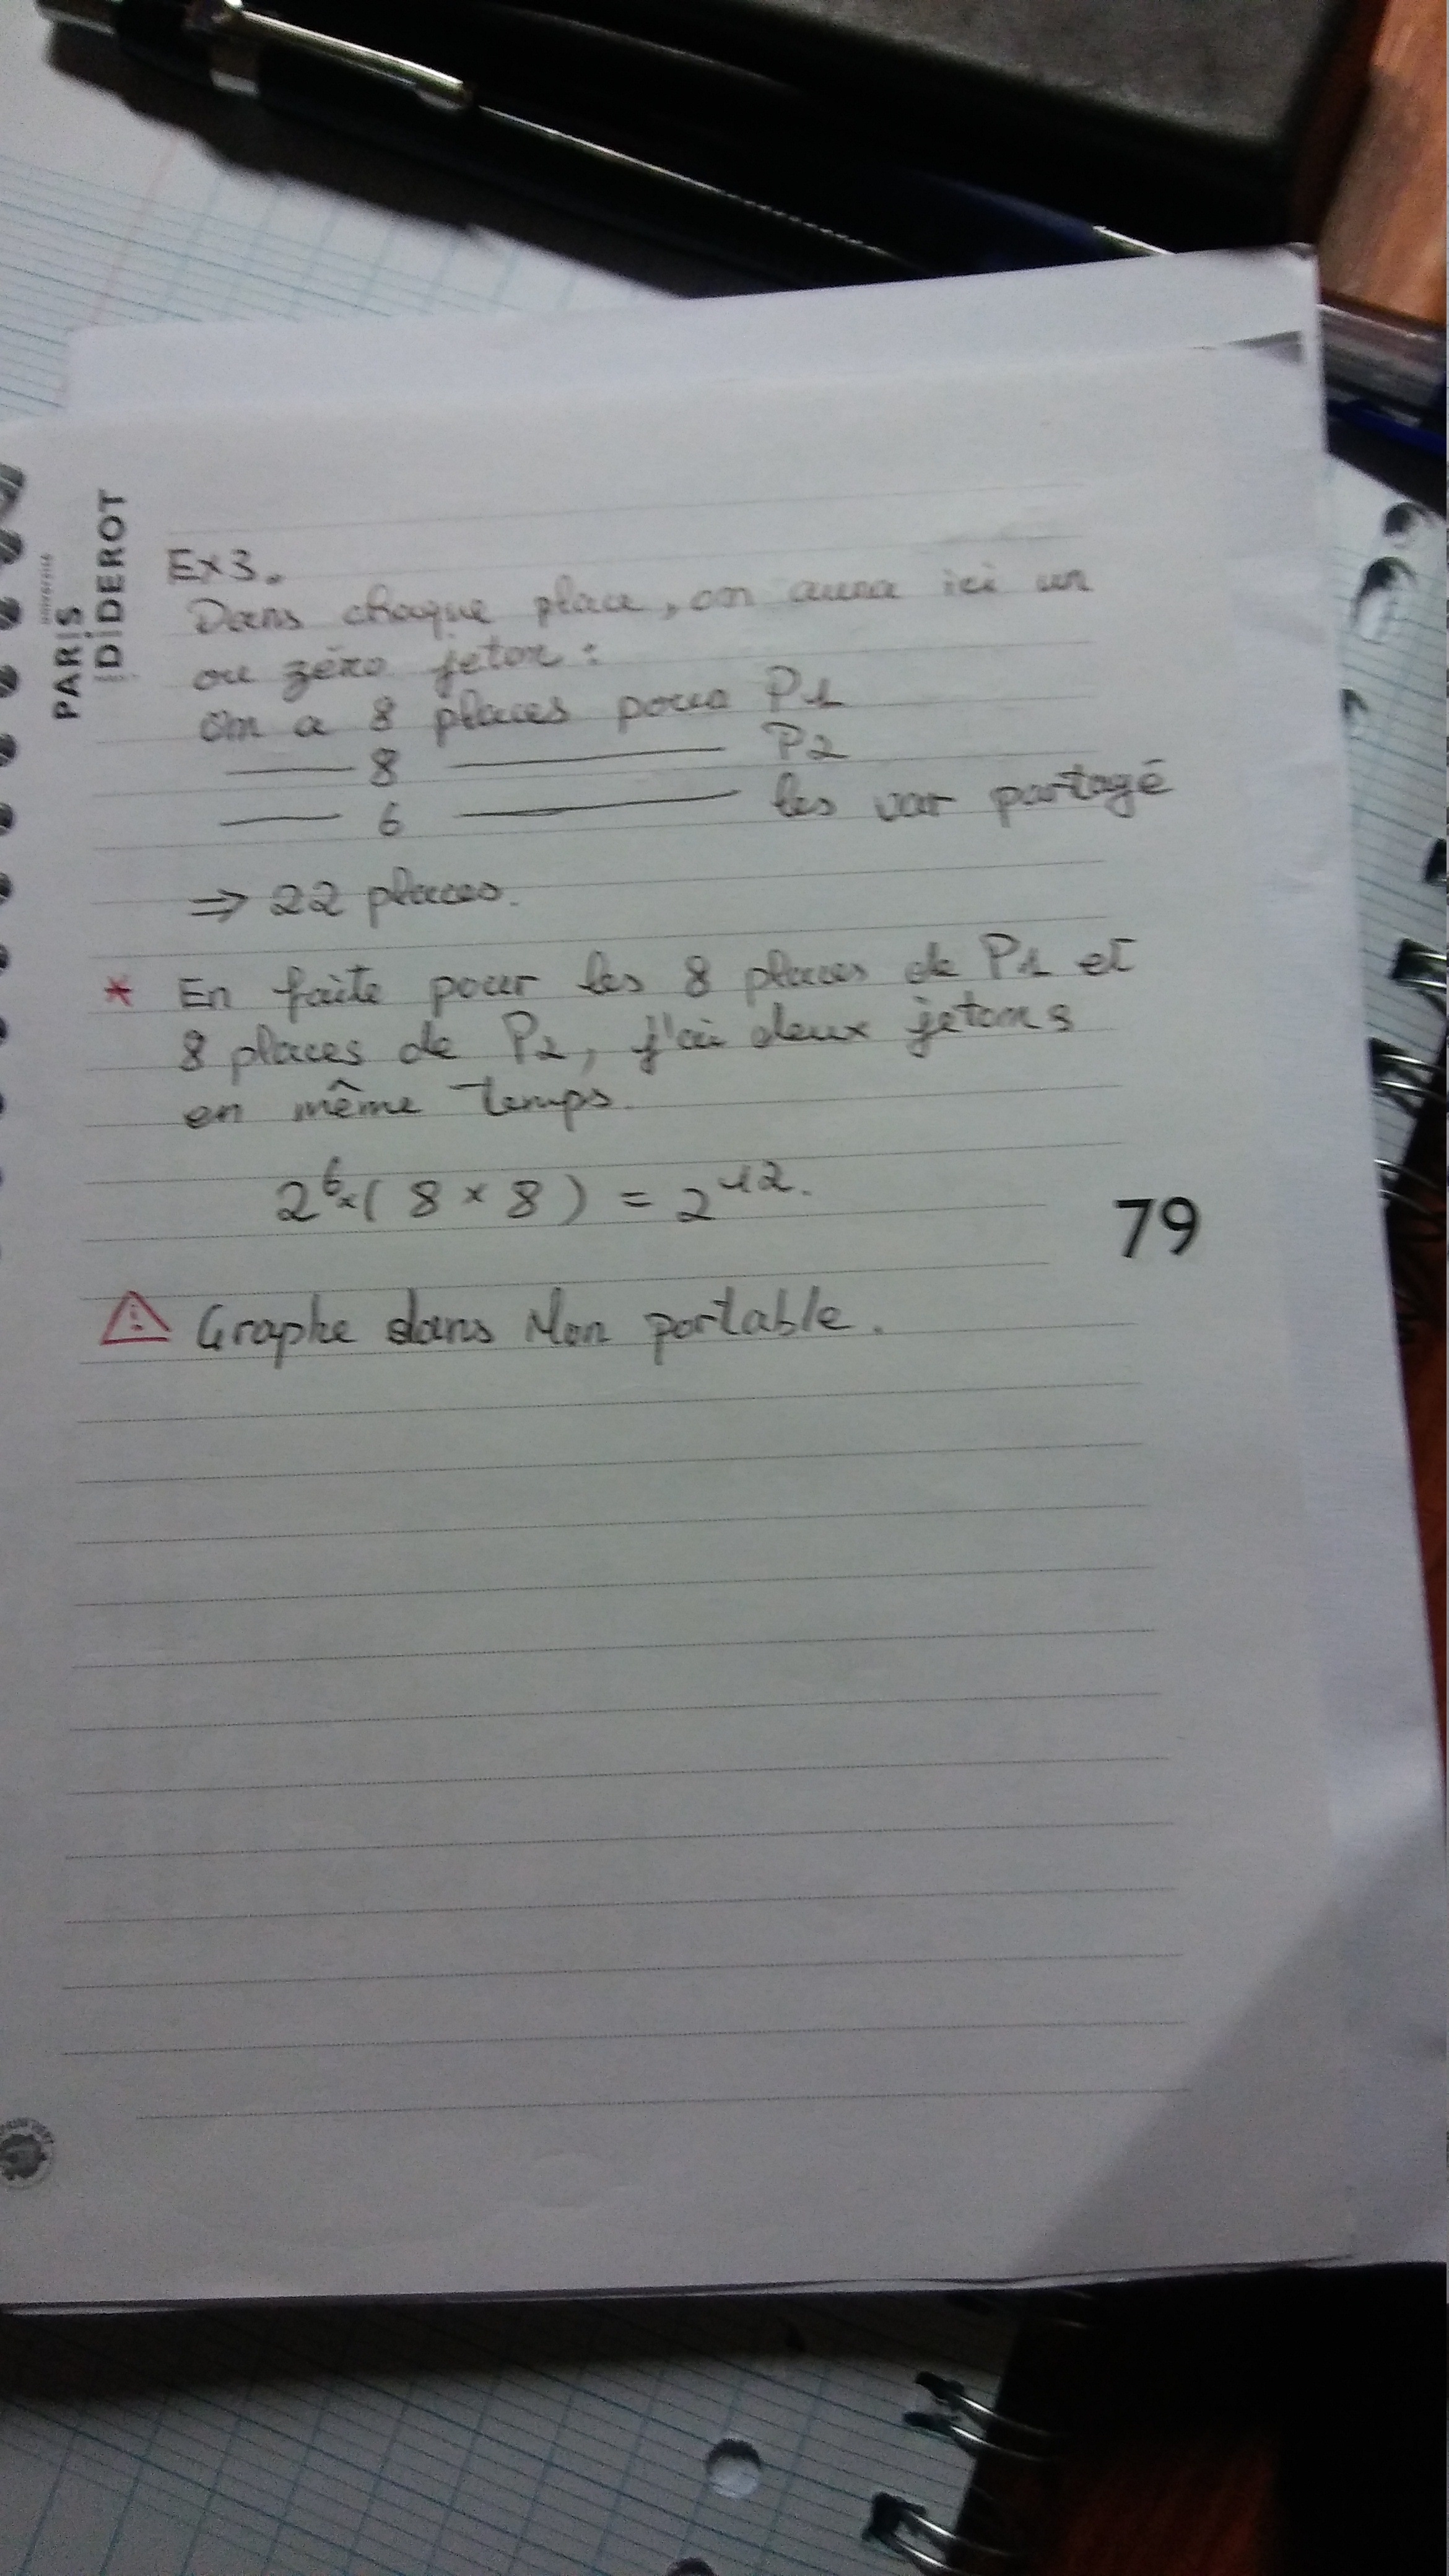 UNIVERSITÉ
PARIS
DIDEROT
Ex3.
Dans chaque place, on aura ici un
ou zéro jeton :
on a 8 places pour P1
—— 8 ———— P2
—— 6 ———— les var partagé
⇒ 22 places.
* En faite pour les 8 places de P1 et
8 places de P2, j'ai deux jetons
en même temps.
2^6 × ( 8 × 8 ) = 2^12.
79
⚠ Graphe dans Mon portable.